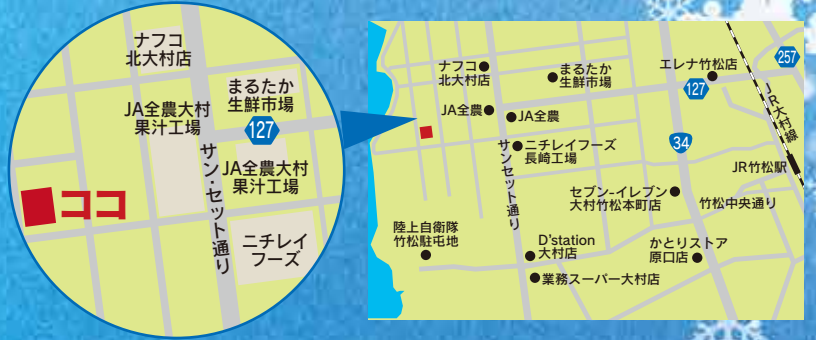 ナフコ
北大村店
まるたか
生鮮市場
JA全農大村
果汁工場
127
サン・セット通り
JA全農大村
果汁工場
ココ
ニチレイ
フーズ
ナフコ
北大村店
まるたか
生鮮市場
エレナ竹松店
257
127
JR大村線
JA全農
JA全農
34
ニチレイフーズ
長崎工場
サンセット通り
JR竹松駅
セブン-イレブン
大村竹松本町店
竹松中央通り
陸上自衛隊
竹松駐屯地
D'station
大村店
かとりストア
原口店
業務スーパー大村店